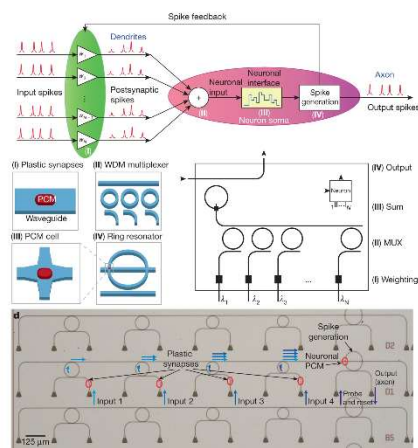 Spike feedback
Dendrites
Axon
Input spikes
Postsynaptic
spikes
Neuronal
input
Neuronal
interface
Spike
generation
Output spikes
(I)
(II)
(III)
(IV)
Neuron soma
(I) Plastic synapses
(II) WDM multiplexer
PCM
Waveguide
(III) PCM cell
(IV) Ring resonator
(IV) Output
Neuron
(III) Sum
(II) MUX
(I) Weighting
λ1 λ2 λ3 ... λN
d
Spike
generation
Plastic
synapses
Neuronal
PCM
Output
(axon)
Input 1 Input 2 Input 3 Input 4
Probe
and reset
D2
D1
125 μm